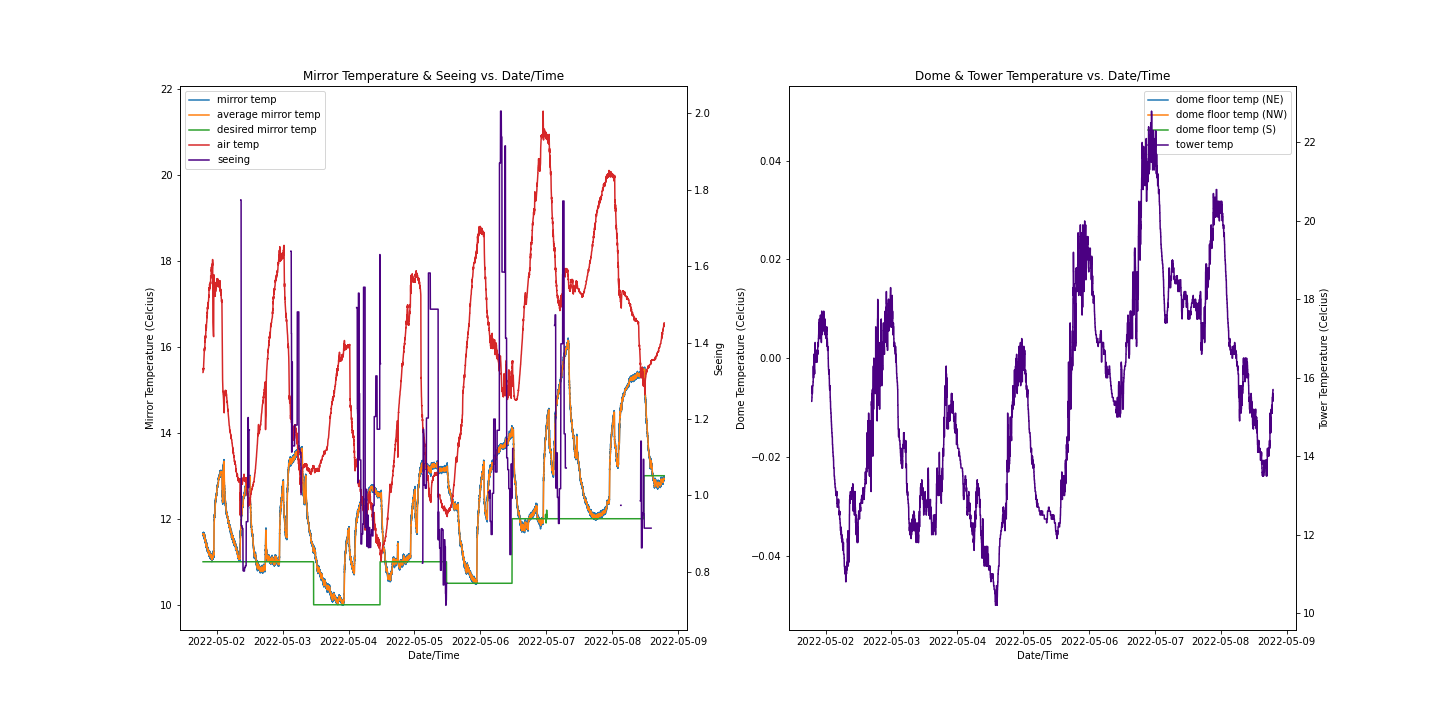 Mirror Temperature & Seeing vs. Date/Time
mirror temp
average mirror temp
desired mirror temp
air temp
seeing
22
20
18
16
14
12
10
Mirror Temperature (Celcius)
2.0
1.8
1.6
1.4
1.2
1.0
0.8
Seeing
2022-05-02
2022-05-03
2022-05-04
2022-05-05
2022-05-06
2022-05-07
2022-05-08
2022-05-09
Date/Time
Dome & Tower Temperature vs. Date/Time
dome floor temp (NE)
dome floor temp (NW)
dome floor temp (S)
tower temp
0.04
0.02
0.00
−0.02
−0.04
Dome Temperature (Celcius)
22
20
18
16
14
12
10
Tower Temperature (Celcius)
2022-05-02
2022-05-03
2022-05-04
2022-05-05
2022-05-06
2022-05-07
2022-05-08
2022-05-09
Date/Time